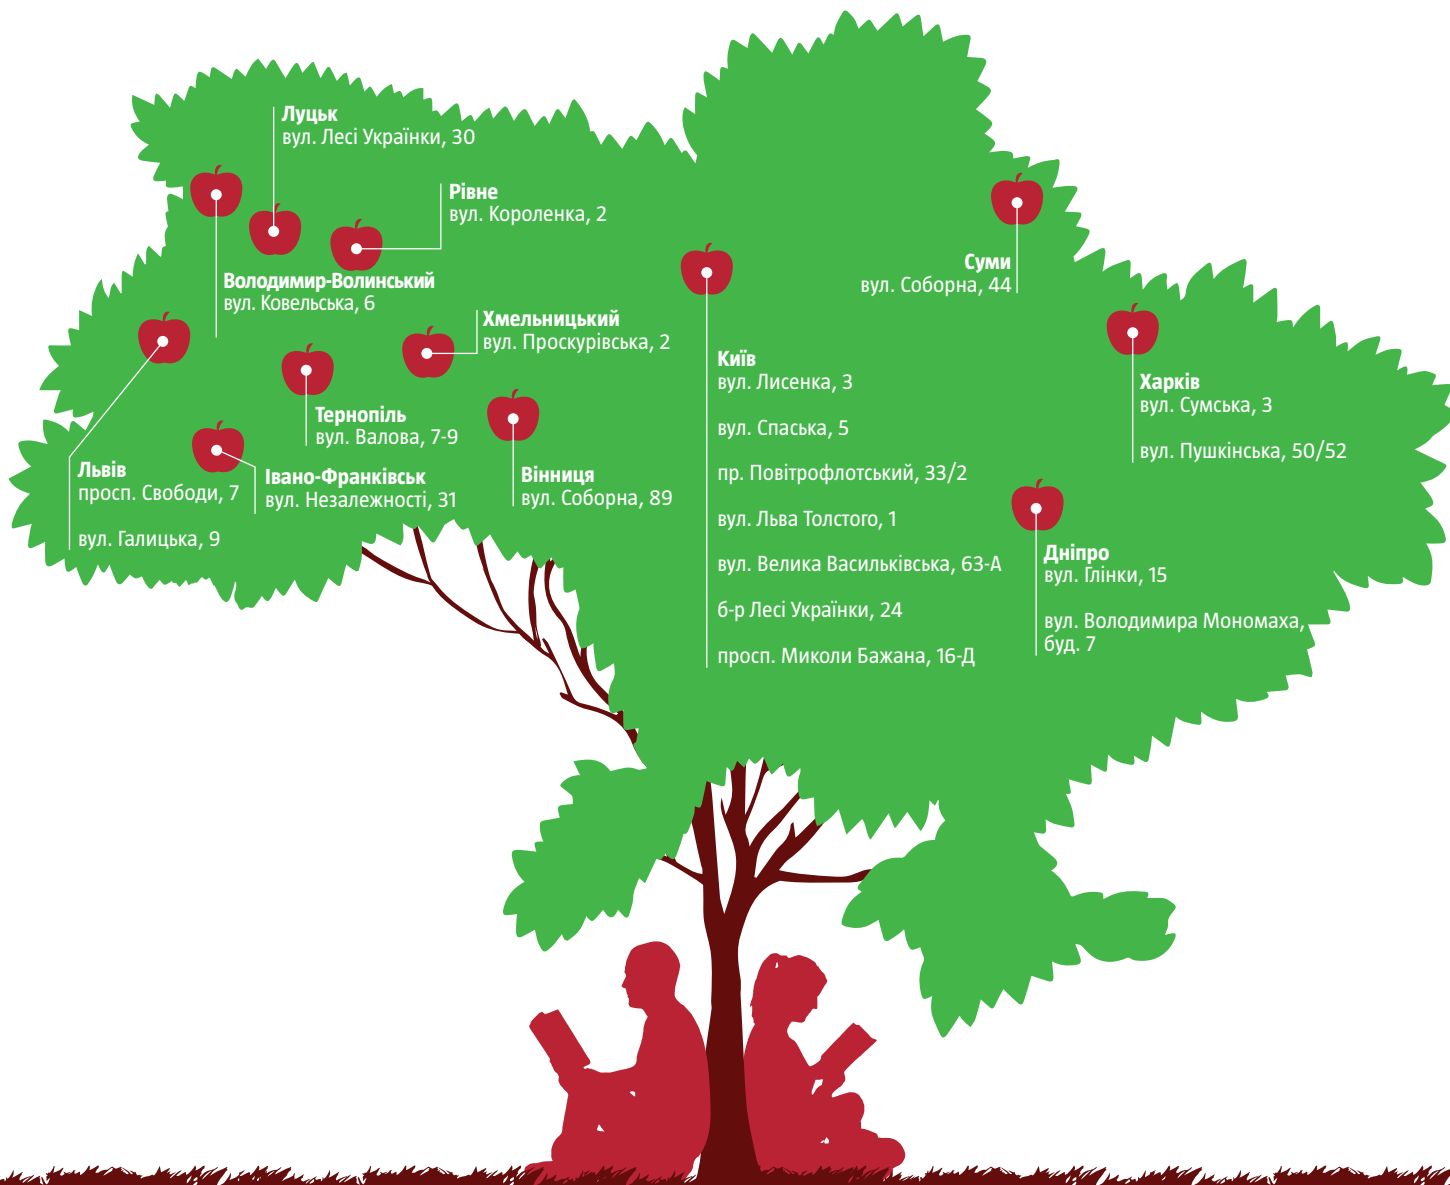 Луцьк
вул. Лесі Українки, 30
Рівне
вул. Короленка, 2
Володимир-Волинський
вул. Ковельська, 6
Хмельницький
вул. Проскурівська, 2
Тернопіль
вул. Валова, 7-9
Львів
просп. Свободи, 7
вул. Галицька, 9
Івано-Франківськ
вул. Незалежності, 31
Вінниця
вул. Соборна, 89
Київ
вул. Лисенка, 3
вул. Спаська, 5
пр. Повітрофлотський, 33/2
вул. Льва Толстого, 1
вул. Велика Васильківська, 63-А
б-р Лесі Українки, 24
просп. Миколи Бажана, 16-Д
Суми
вул. Соборна, 44
Харків
вул. Сумська, 3
вул. Пушкінська, 50/52
Дніпро
вул. Глінки, 15
вул. Володимира Мономаха,
буд. 7